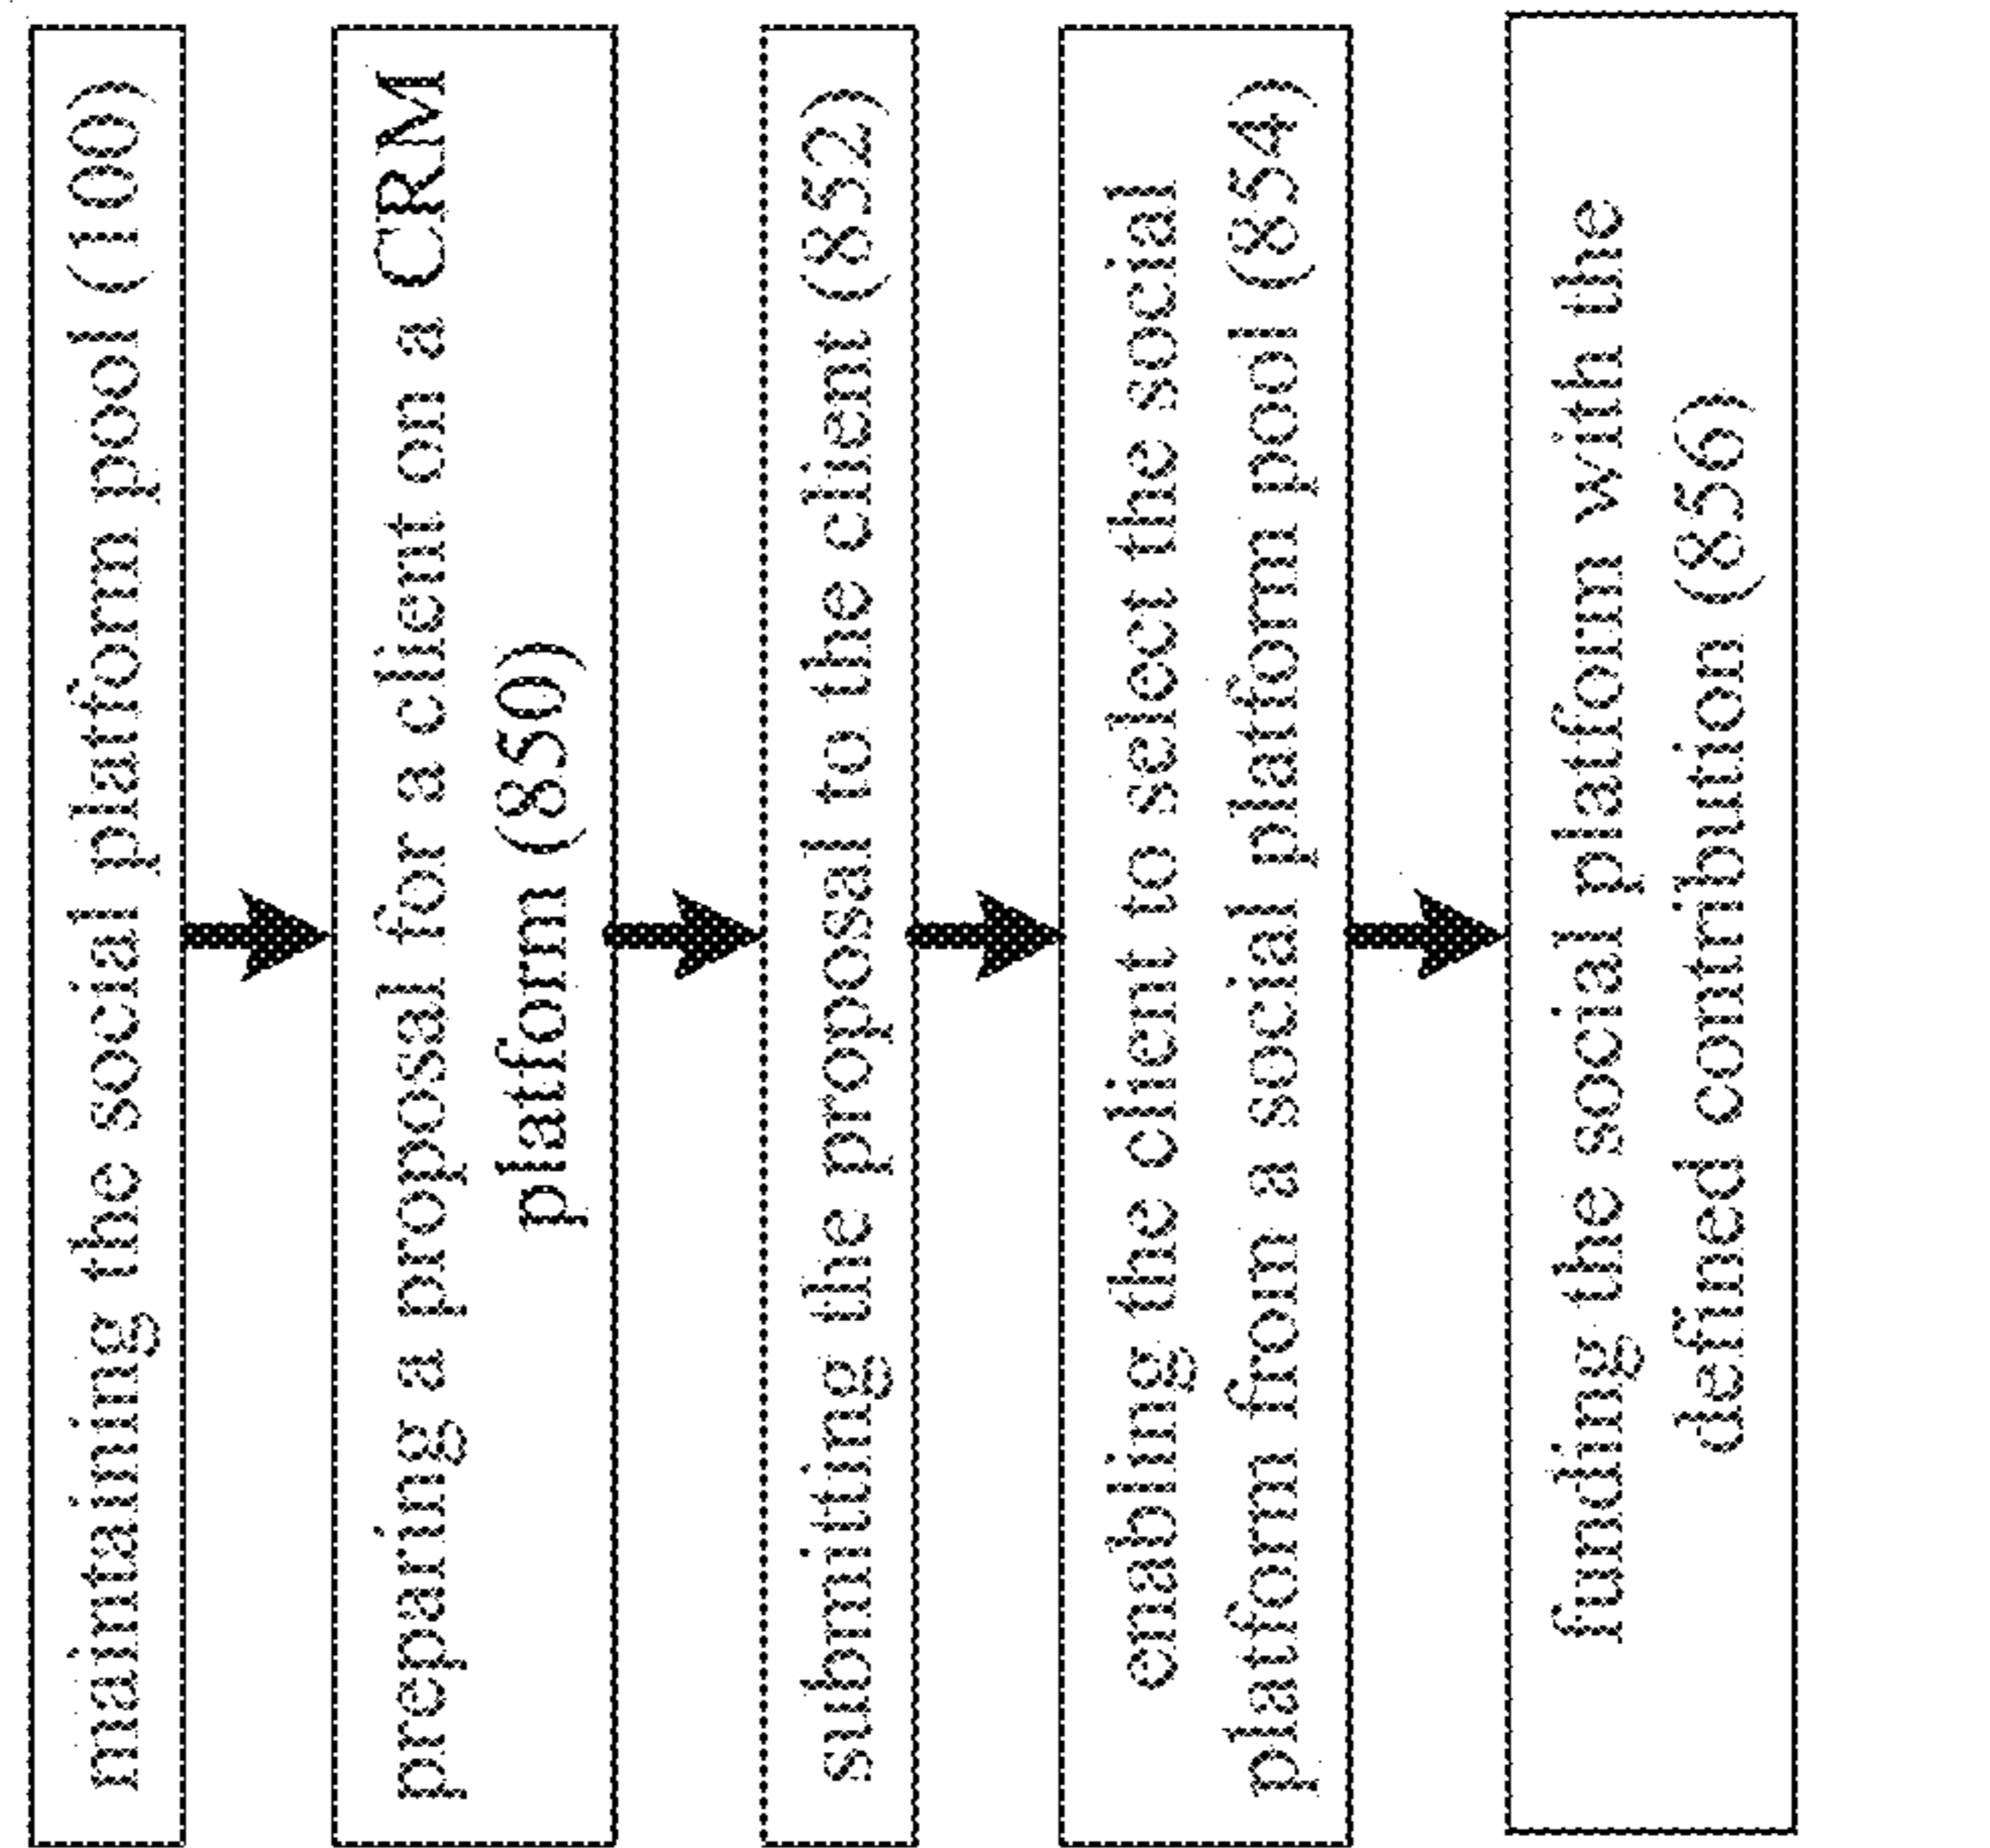 maintaining the social platform pool (100)
preparing a proposal for a client on a CRM
platform (850)
submitting the proposal to the client (852)
enabling the client to select the social
platform from a social platform pool (854)
funding the social platform with the
defined contribution (856)